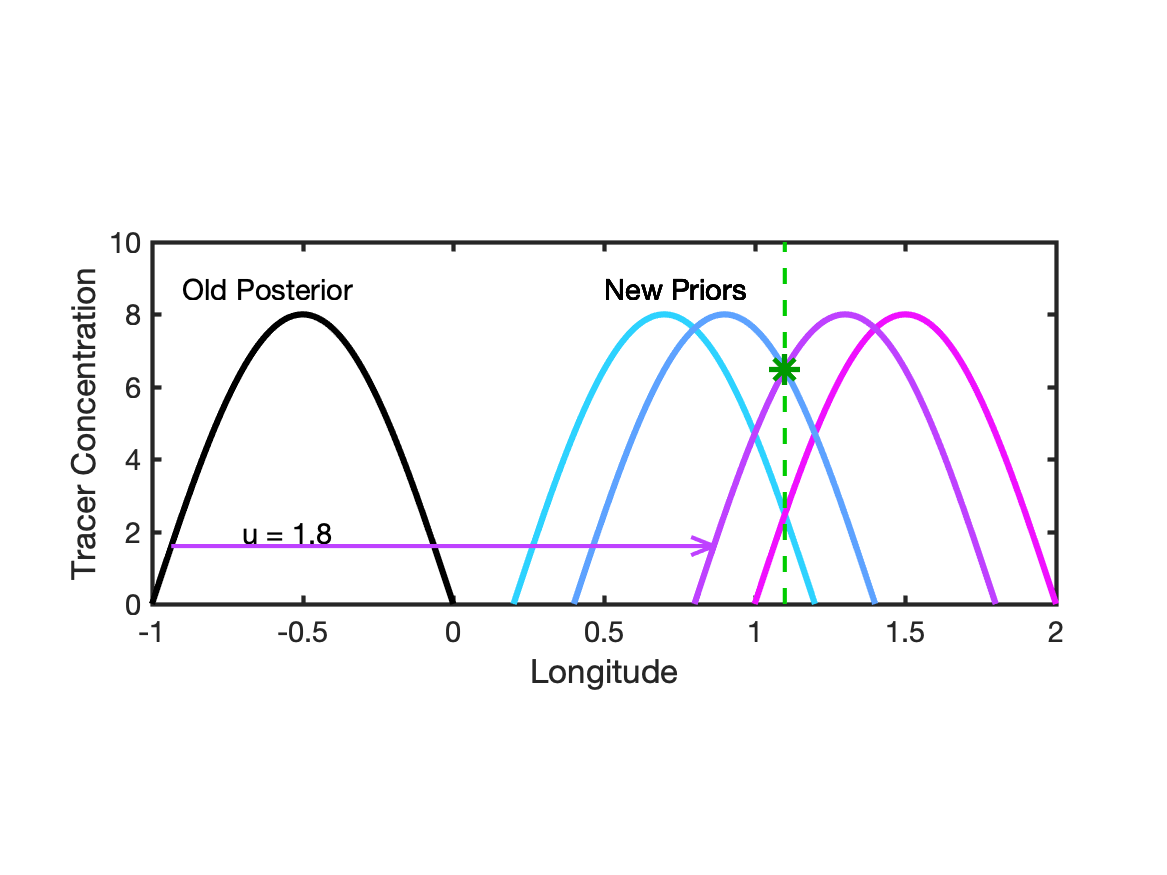 10
Old Posterior
New Priors
8
6
4
u = 1.8
2
0
Tracer Concentration
-1
-0.5
0
0.5
1
1.5
2
Longitude